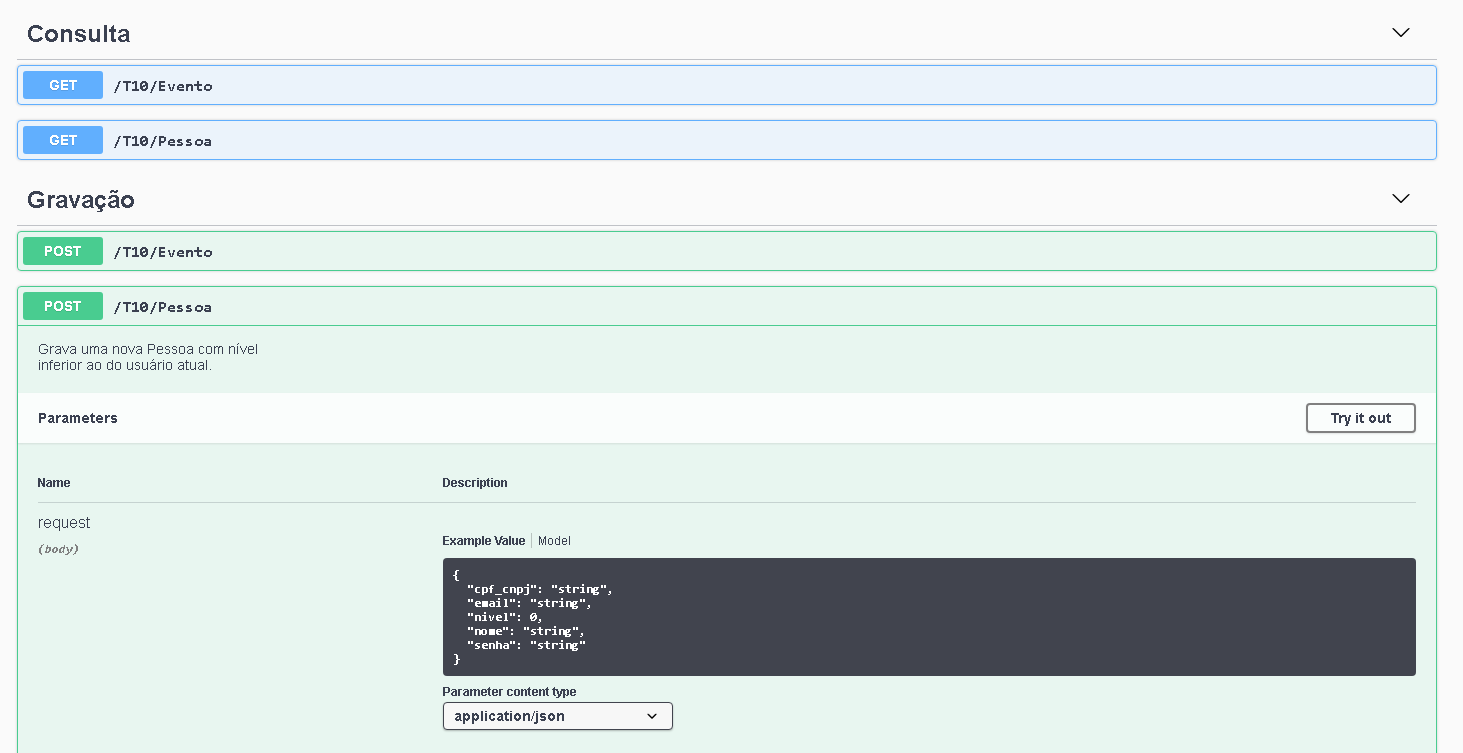 Consulta
GET /T10/Evento
GET /T10/Pessoa
Gravação
POST /T10/Evento
POST /T10/Pessoa
Grava uma nova Pessoa com nível
inferior ao do usuário atual.
Parameters Try it out
Name Description
request
(body)
Example Value Model
{
"cpf_cnpj": "string",
"email": "string",
"nivel": 0,
"nome": "string",
"senha": "string"
}
Parameter content type
application/json